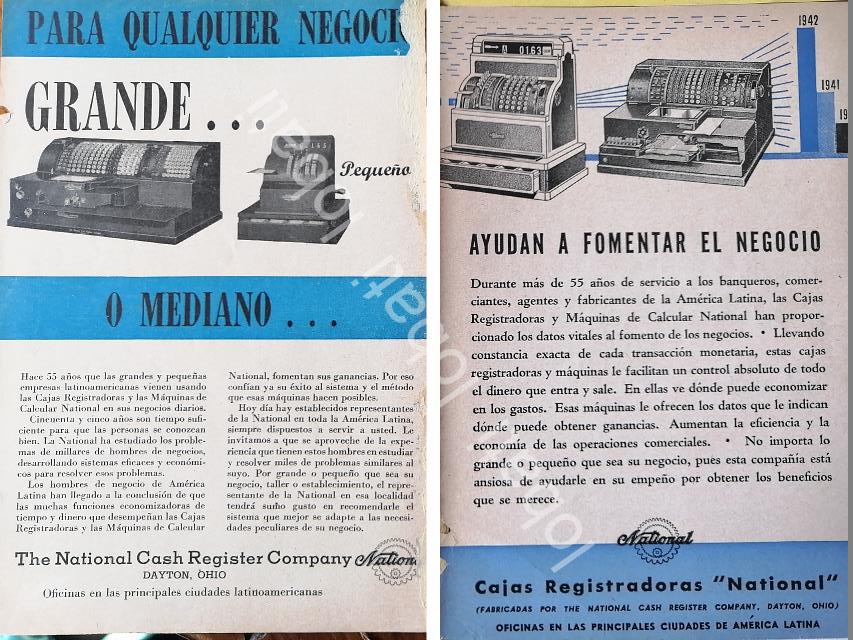 PARA QUALQUIER NEGOCI
GRANDE . . .
Pequeño
O MEDIANO . . .
Hace 55 años que las grandes y pequeñas
empresas latinoamericanas vienen usando
las Cajas Registradoras y las Máquinas de
Calcular National en sus negocios diarios.
Cincuenta y cinco años son tiempo sufi-
ciente para que las personas se conozcan
bien. La National ha estudiado los proble-
mas de millares de hombres de negocios,
desarrollando sistemas eficaces y económi-
cos para resolver esos problemas.
Los hombres de negocio de América
Latina han llegado a la conclusión de que
las muchas funciones economizadoras de
tiempo y dinero que desempeñan las Cajas
Registradoras y las Máquinas de Calcular
National, fomentan sus ganancias. Por eso
confían ya su éxito al sistema y el método
que esas máquinas hacen posibles.
Hoy día hay establecidos representantes
de la National en toda la América Latina,
siempre dispuestos a servir a usted. Le
invitamos a que se aproveche de la expe-
riencia que tienen estos hombres en estudiar
y resolver miles de problemas similares al
suyo. Por grande o pequeño que sea su
negocio, taller o establecimiento, el repre-
sentante de la National en esa localidad
tendrá sumo gusto en recomendarle el
sistema que mejor se adapte a las necesi-
dades peculiares de su negocio.
The National Cash Register Company
Nation
DAYTON, OHIO
Oficinas en las principales ciudades latinoamericanas
1942
1941
19
0163
AYUDAN A FOMENTAR EL NEGOCIO
Durante más de 55 años de servicio a los banqueros, comer-
ciantes, agentes y fabricantes de la América Latina, las Cajas
Registradoras y Máquinas de Calcular National han propor-
cionado los datos vitales al fomento de los negocios. • Llevando
constancia exacta de cada transacción monetaria, estas cajas
registradoras y máquinas le facilitan un control absoluto de todo
el dinero que entra y sale. En ellas ve dónde puede economizar
en los gastos. Esas máquinas le ofrecen los datos que le indican
dónde puede obtener ganancias. Aumentan la eficiencia y la
economía de las operaciones comerciales. • No importa lo
grande o pequeño que sea su negocio, pues esta compañía está
ansiosa de ayudarle en su empeño por obtener los beneficios
que se merece.
National
Cajas Registradoras "National"
(FABRICADAS POR THE NATIONAL CASH REGISTER COMPANY, DAYTON, OHIO)
OFICINAS EN LAS PRINCIPALES CIUDADES DE AMÉRICA LATINA